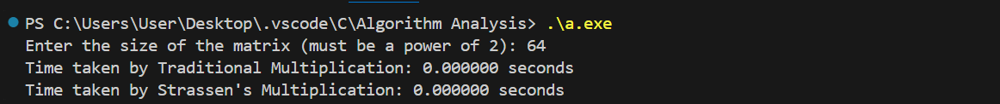 PS C:\Users\User\Desktop\.vscode\C\Algorithm Analysis> .\a.exe
Enter the size of the matrix (must be a power of 2): 64
Time taken by Traditional Multiplication: 0.000000 seconds
Time taken by Strassen's Multiplication: 0.000000 seconds